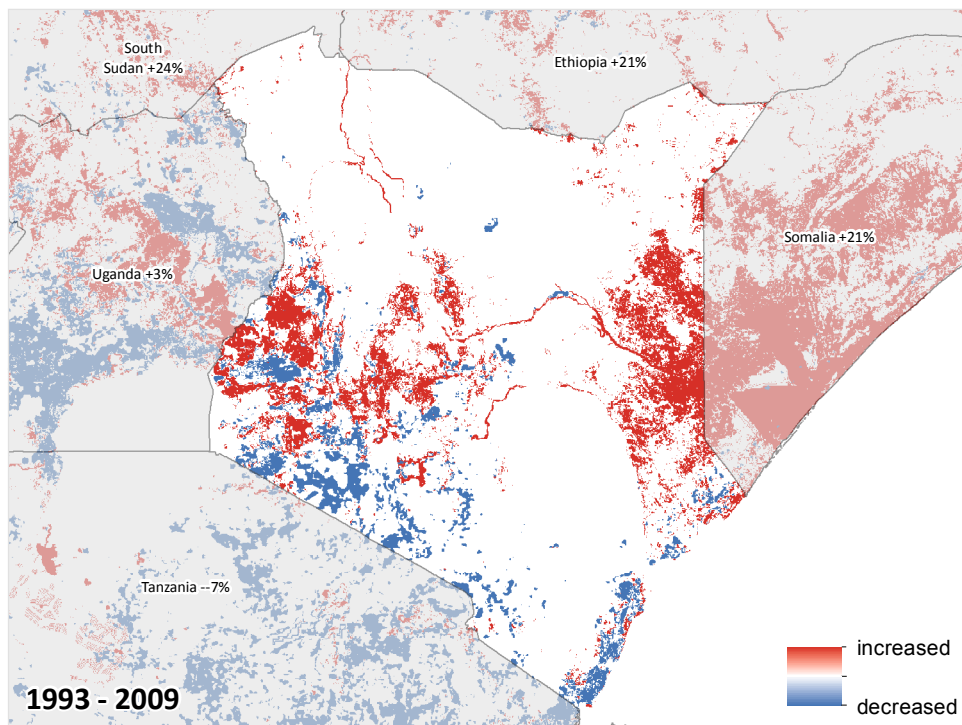 South
Sudan +24%
Ethiopia +21%
Somalia +21%
Uganda +3%
Tanzania --7%
increased
decreased
1993 - 2009